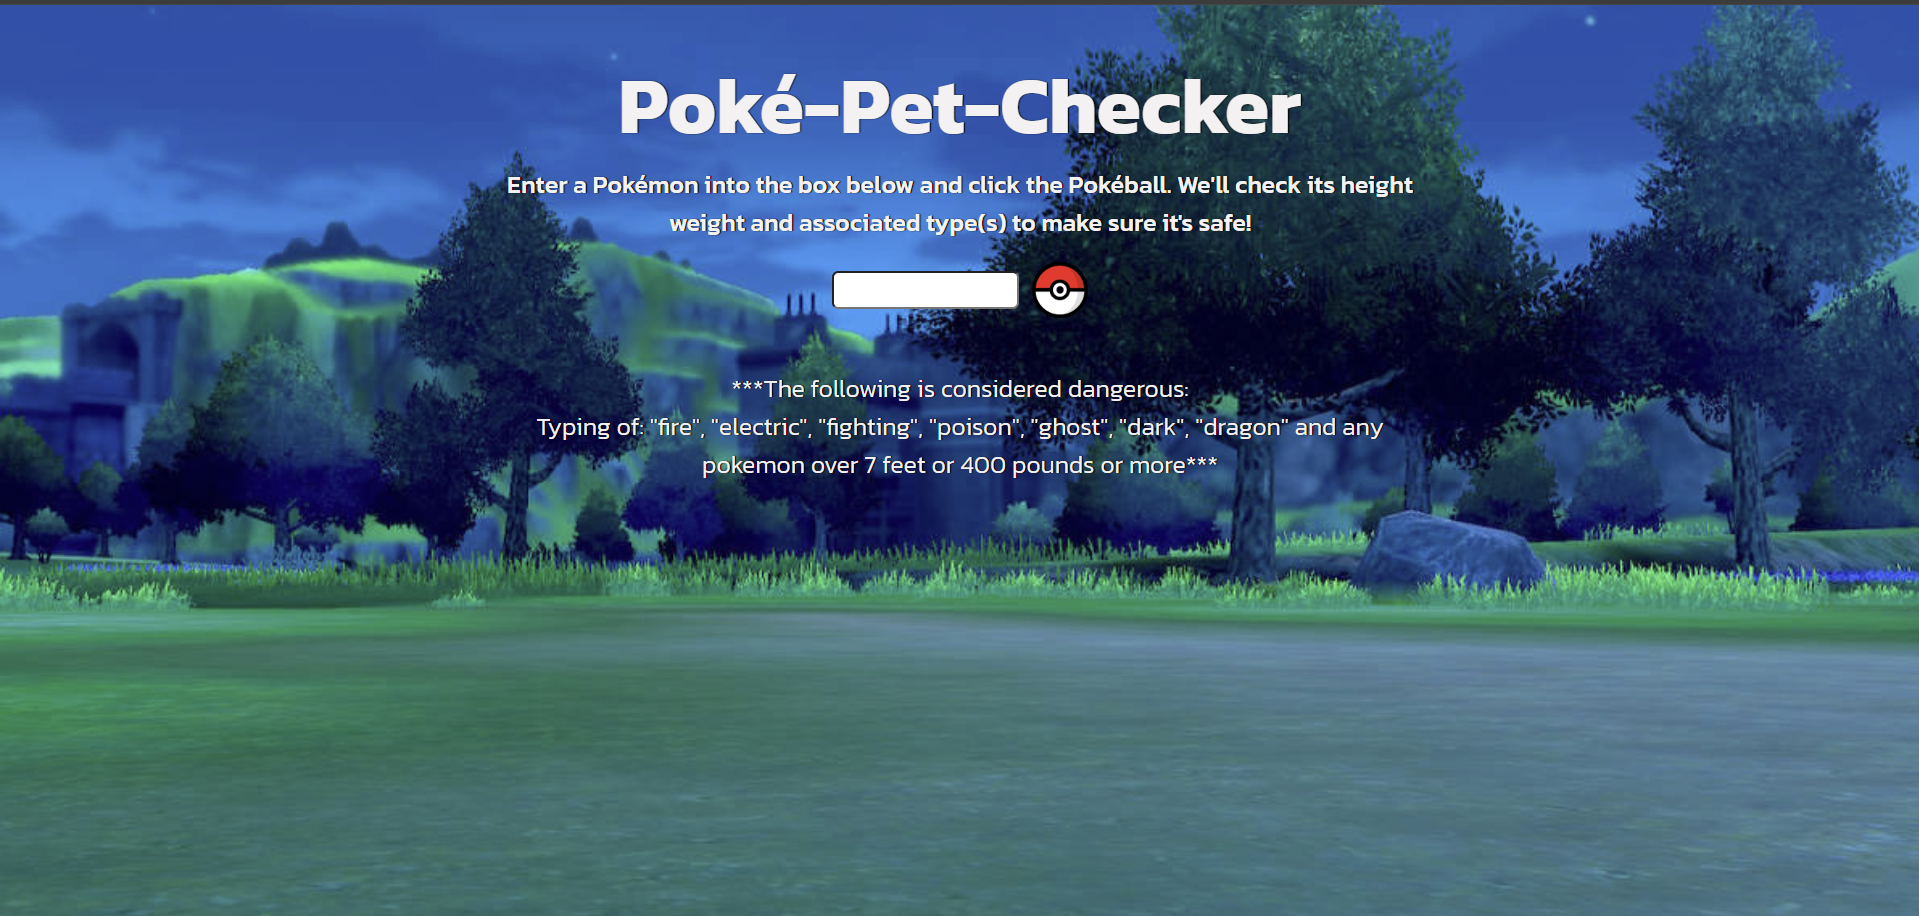 Poké-Pet-Checker
Enter a Pokémon into the box below and click the Pokéball. We'll check its height
weight and associated type(s) to make sure it's safe!
***The following is considered dangerous:
Typing of: "fire", "electric", "fighting", "poison", "ghost", "dark", "dragon" and any
pokemon over 7 feet or 400 pounds or more***